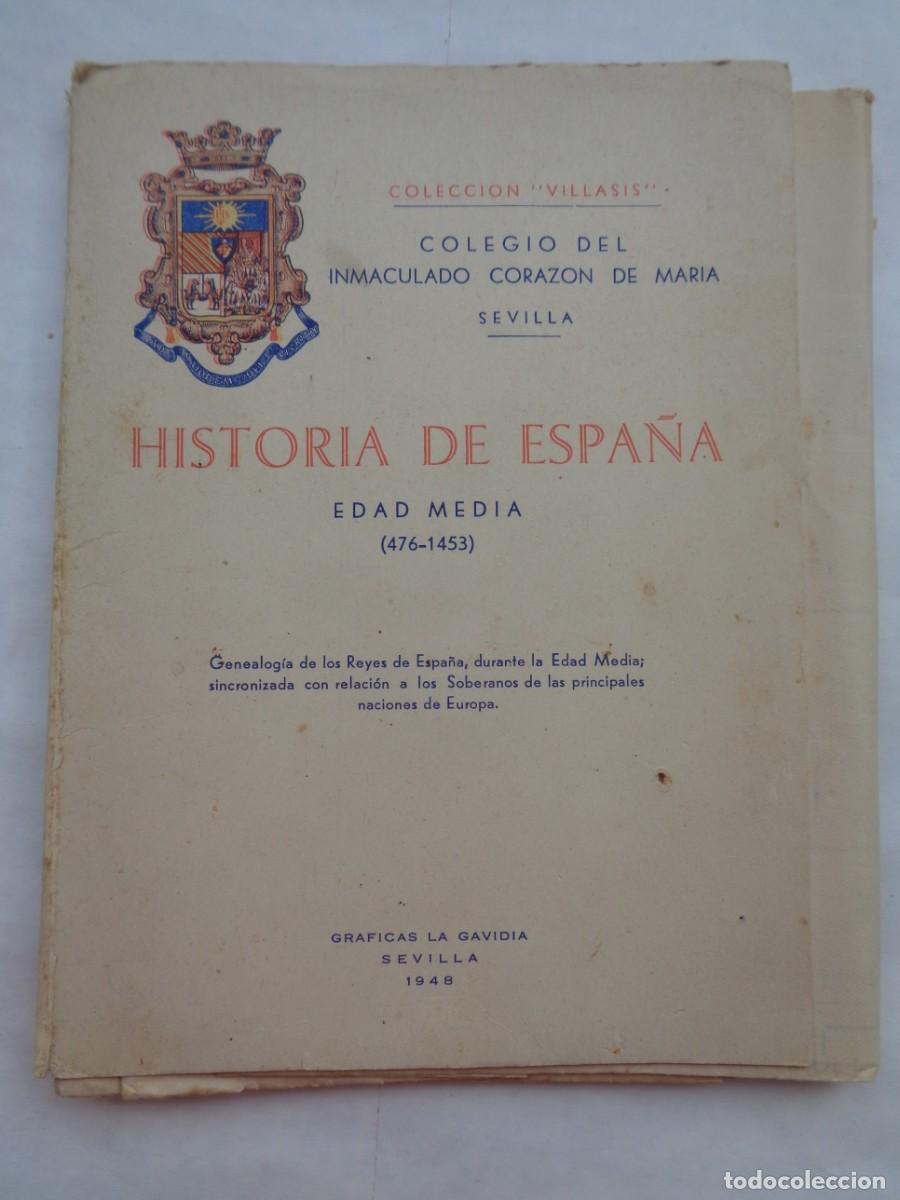 COLECCION "VILLASIS"
COLEGIO DEL
INMACULADO CORAZON DE MARIA
SEVILLA
HISTORIA DE ESPAÑA
EDAD MEDIA
(476-1453)
Genealogía de los Reyes de España, durante la Edad Media;
sincronizada con relación a los Soberanos de las principales
naciones de Europa.
GRAFICAS LA GAVIDIA
SEVILLA
1948
todocoleccion